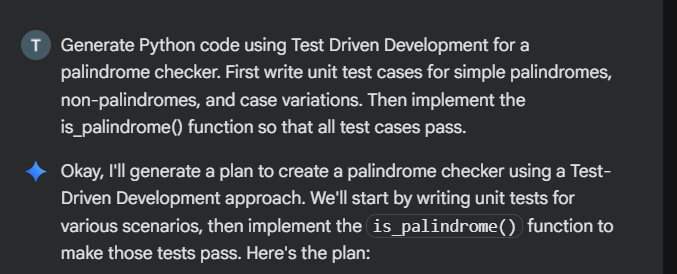 T Generate Python code using Test Driven Development for a
palindrome checker. First write unit test cases for simple palindromes,
non-palindromes, and case variations. Then implement the
is_palindrome() function so that all test cases pass.
Okay, I'll generate a plan to create a palindrome checker using a Test-
Driven Development approach. We'll start by writing unit tests for
various scenarios, then implement the is_palindrome() function to
make those tests pass. Here's the plan: